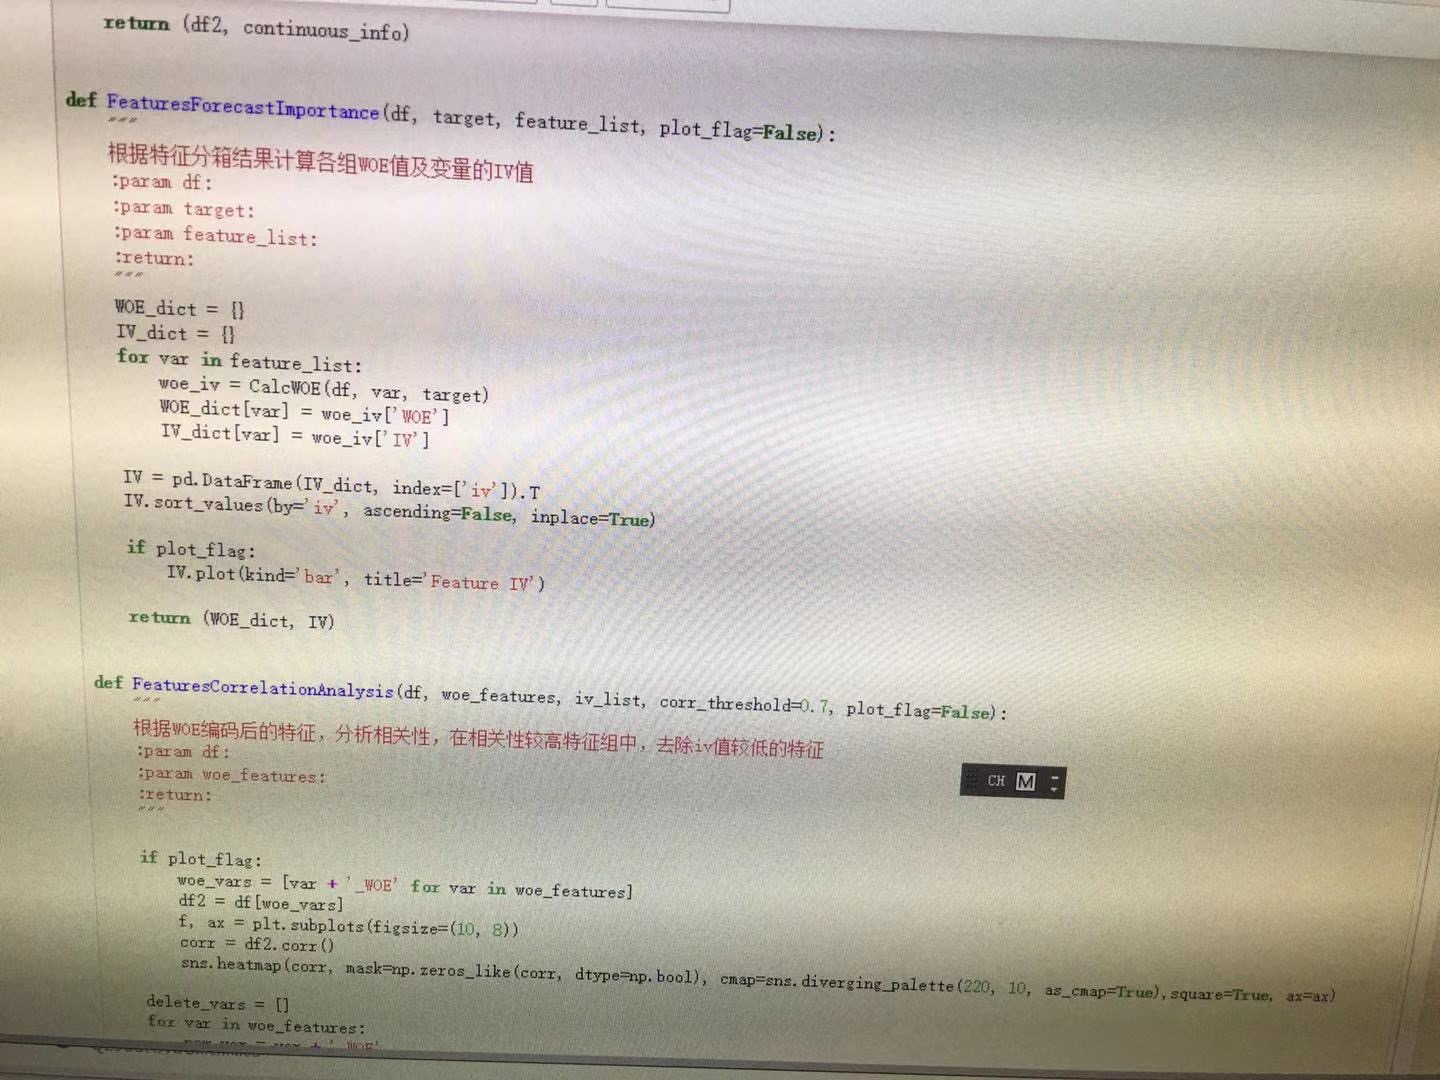 return (df2, continuous_info)
def FeaturesForecastImportance(df, target, feature_list, plot_flag=False):
"""
根据特征分箱结果计算各组WOE值及变量的IV值
:param df:
:param target:
:param feature_list:
:return:
"""
WOE_dict = {}
IV_dict = {}
for var in feature_list:
woe_iv = CalcWOE(df, var, target)
WOE_dict[var] = woe_iv['WOE']
IV_dict[var] = woe_iv['IV']
IV = pd.DataFrame(IV_dict, index=['iv']).T
IV.sort_values(by='iv', ascending=False, inplace=True)
if plot_flag:
IV.plot(kind='bar', title='Feature IV')
return (WOE_dict, IV)
def FeaturesCorrelationAnalysis(df, woe_features, iv_list, corr_threshold=0.7, plot_flag=False):
"""
根据WOE编码后的特征，分析相关性，在相关性较高特征组中，去除iv值较低的特征
:param df:
:param woe_features:
:return:
"""
CH M
if plot_flag:
woe_vars = [var + '_WOE' for var in woe_features]
df2 = df[woe_vars]
f, ax = plt.subplots(figsize=(10, 8))
corr = df2.corr()
sns.heatmap(corr, mask=np.zeros_like(corr, dtype=np.bool), cmap=sns.diverging_palette(220, 10, as_cmap=True),square=True, ax=ax)
delete_vars = []
for var in woe_features: